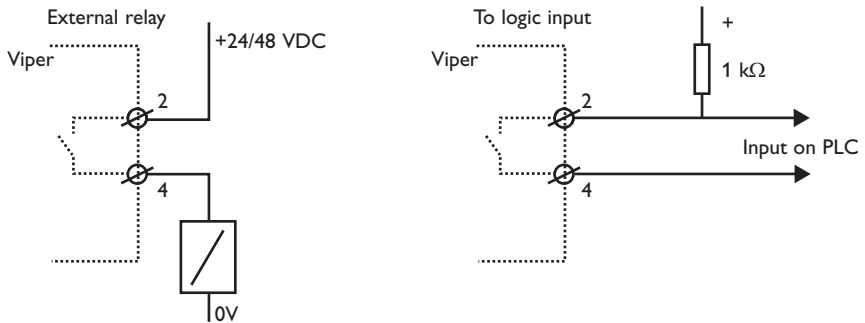 External relay
+24/48 VDC
Viper
2
4
0V
To logic input
+
Viper
1 kΩ
2
Input on PLC
4